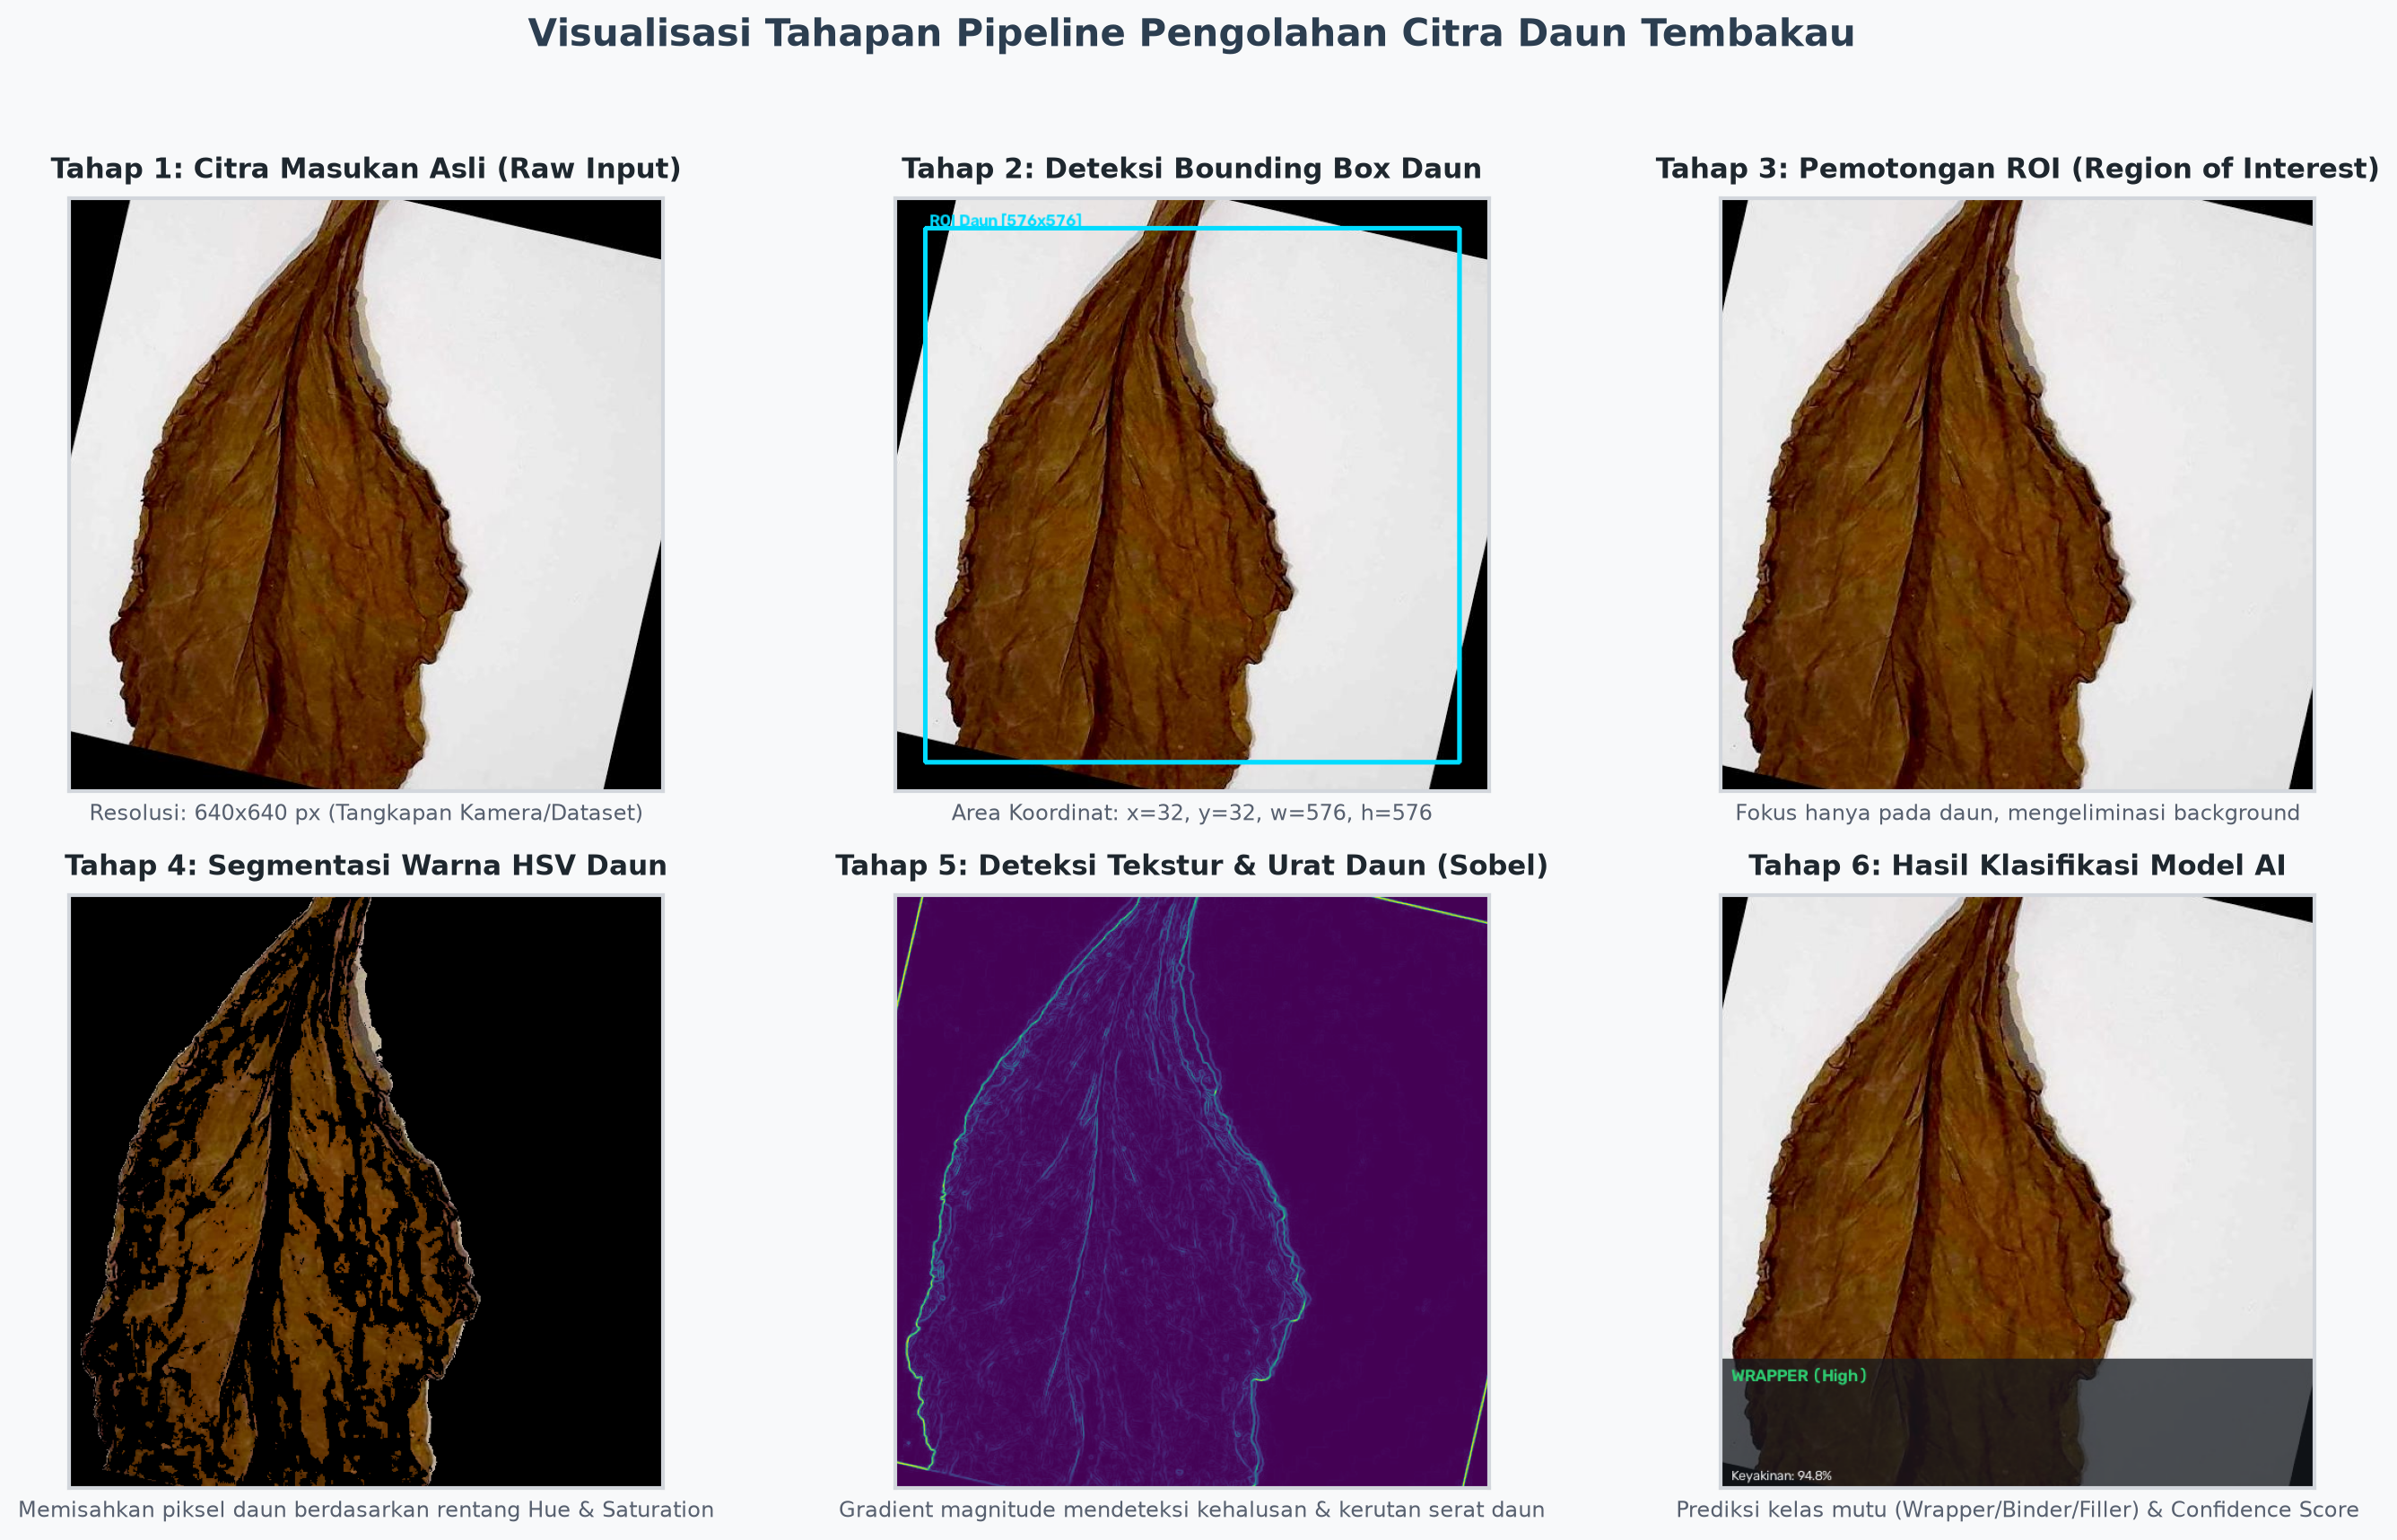 Visualisasi Tahapan Pipeline Pengolahan Citra Daun Tembakau
Tahap 1: Citra Masukan Asli (Raw Input)
Resolusi: 640x640 px (Tangkapan Kamera/Dataset)
Tahap 2: Deteksi Bounding Box Daun
ROI Daun [576x576]
Area Koordinat: x=32, y=32, w=576, h=576
Tahap 3: Pemotongan ROI (Region of Interest)
Fokus hanya pada daun, mengeliminasi background
Tahap 4: Segmentasi Warna HSV Daun
Memisahkan piksel daun berdasarkan rentang Hue & Saturation
Tahap 5: Deteksi Tekstur & Urat Daun (Sobel)
Gradient magnitude mendeteksi kehalusan & kerutan serat daun
Tahap 6: Hasil Klasifikasi Model AI
WRAPPER (High)
Keyakinan: 94.8%
Prediksi kelas mutu (Wrapper/Binder/Filler) & Confidence Score